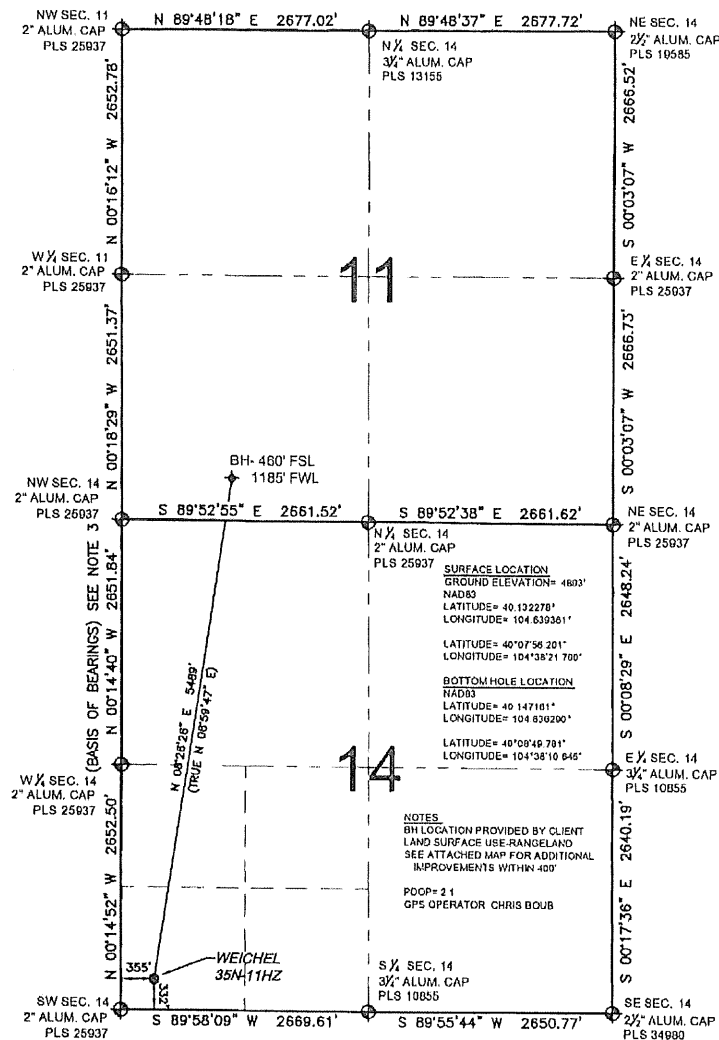 NW SEC. 11
2" ALUM. CAP
PLS 25937
N 89°48'18" E 2677.02'
N 89°48'37" E 2677.72'
NE SEC. 14
2½" ALUM. CAP
PLS 19585
N ¼ SEC. 14
3¼" ALUM. CAP
PLS 13155
N 00°16'12" W 2652.78'
S 00°03'07" W 2666.52'
W ¼ SEC. 11
2" ALUM. CAP
PLS 25937
11
E ¼ SEC. 14
2" ALUM. CAP
PLS 25937
N 00°18'29" W 2651.37'
S 00°03'07" W 2666.73'
BH- 460' FSL
1185' FWL
NW SEC. 14
2" ALUM. CAP
PLS 25937
S 89°52'55" E 2661.52'
S 89°52'38" E 2661.62'
NE SEC. 14
2" ALUM. CAP
PLS 25937
N ¼ SEC. 14
2" ALUM. CAP
PLS 25937
(BASIS OF BEARINGS) SEE NOTE 3
N 00°14'40" W 2651.84'
S 00°08'29" E 2648.24'
SURFACE LOCATION
GROUND ELEVATION= 4803'
NAD83
LATITUDE= 40.132278°
LONGITUDE= 104.639361°
LATITUDE= 40°07'56.201"
LONGITUDE= 104°38'21.700"
BOTTOM HOLE LOCATION
NAD83
LATITUDE= 40.147161°
LONGITUDE= 104.636290°
LATITUDE= 40°08'49.781"
LONGITUDE= 104°38'10.645"
N 08°26'26" E 5489'
(TRUE N 08°59'47" E)
W ¼ SEC. 14
2" ALUM. CAP
PLS 25937
14
E ¼ SEC. 14
3¼" ALUM. CAP
PLS 10855
NOTES
BH LOCATION PROVIDED BY CLIENT
LAND SURFACE USE-RANGELAND
SEE ATTACHED MAP FOR ADDITIONAL
IMPROVEMENTS WITHIN 400'
PDOP= 2.1
GPS OPERATOR CHRIS BOUB
N 00°14'52" W 2652.50'
S 00°17'36" E 2640.19'
WEICHEL
35N-11HZ
355'
332'
S ¼ SEC. 14
3¼" ALUM. CAP
PLS 10855
SW SEC. 14
2" ALUM. CAP
PLS 25937
S 89°58'09" W 2669.61'
S 89°55'44" W 2650.77'
SE SEC. 14
2½" ALUM. CAP
PLS 34980